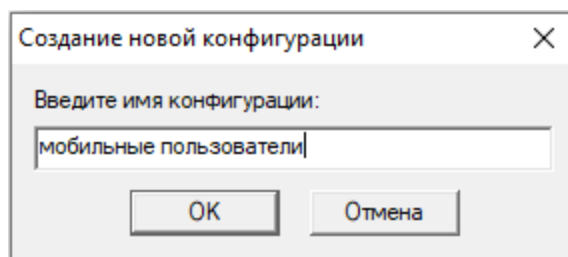 Создание новой конфигурации
Введите имя конфигурации:
мобильные пользователи
OK
Отмена